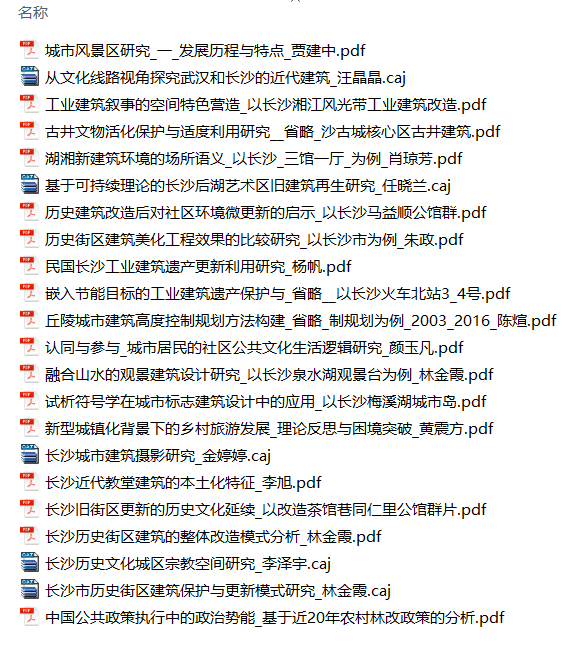 名称
城市风景区研究_一_发展历程与特点_贾建中.pdf
从文化线路视角探究武汉和长沙的近代建筑_汪晶晶.caj
工业建筑叙事的空间特色营造_以长沙湘江风光带工业建筑改造.pdf
古井文物活化保护与适度利用研究__省略_沙古城核心区古井建筑.pdf
湖湘新建筑环境的场所语义_以长沙_三馆一厅_为例_肖琼芳.pdf
基于可持续理论的长沙后湖艺术区旧建筑再生研究_任晓兰.caj
历史建筑改造后对社区环境微更新的启示_以长沙马益顺公馆群.pdf
历史街区建筑美化工程效果的比较研究_以长沙市为例_朱政.pdf
民国长沙工业建筑遗产更新利用研究_杨帆.pdf
嵌入节能目标的工业建筑遗产保护与_省略__以长沙火车北站3_4号.pdf
丘陵城市建筑高度控制规划方法构建_省略_制规划为例_2003_2016_陈煊.pdf
认同与参与_城市居民的社区公共文化生活逻辑研究_颜玉凡.pdf
融合山水的观景建筑设计研究_以长沙泉水湖观景台为例_林金霞.pdf
试析符号学在城市标志建筑设计中的应用_以长沙梅溪湖城市岛.pdf
新型城镇化背景下的乡村旅游发展_理论反思与困境突破_黄震方.pdf
长沙城市建筑摄影研究_金婷婷.caj
长沙近代教堂建筑的本土化特征_李旭.pdf
长沙旧街区更新的历史文化延续_以改造茶馆巷同仁里公馆群片.pdf
长沙历史街区建筑的整体改造模式分析_林金霞.pdf
长沙历史文化城区宗教空间研究_李泽宇.caj
长沙市历史街区建筑保护与更新模式研究_林金霞.caj
中国公共政策执行中的政治势能_基于近20年农村林改政策的分析.pdf